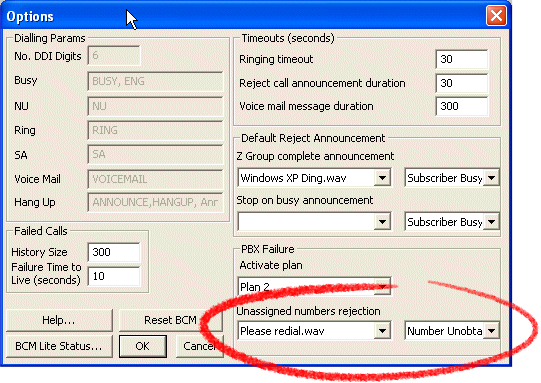 Options
Dialling Params
No. DDI Digits 6
Busy BUSY, ENG
NU NU
Ring RING
SA SA
Voice Mail VOICEMAIL
Hang Up ANNOUNCE,HANGUP, Anr
Failed Calls
History Size 300
Failure Time to
Live (seconds) 10
Help... Reset BCM
BCM Lite Status... OK Cancel
Timeouts (seconds)
Ringing timeout 30
Reject call announcement duration 30
Voice mail message duration 300
Default Reject Announcement
Z Group complete announcement
Windows XP Ding.wav Subscriber Busy
Stop on busy announcement
Subscriber Busy
PBX Failure
Activate plan
Plan 2
Unassigned numbers rejection
Please redial.wav Number Unobta